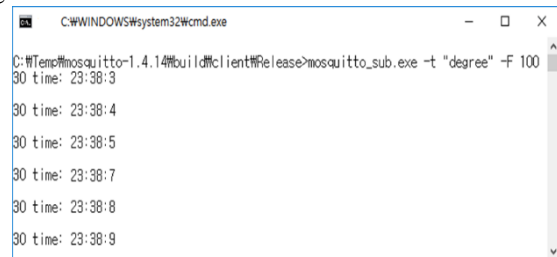 C:\WINDOWS\system32\cmd.exe
C:₩Temp₩mosquitto-1.4.14₩build₩client₩Release>mosquitto_sub.exe -t "degree" -F 100
30 time: 23:38:3
30 time: 23:38:4
30 time: 23:38:5
30 time: 23:38:7
30 time: 23:38:8
30 time: 23:38:9